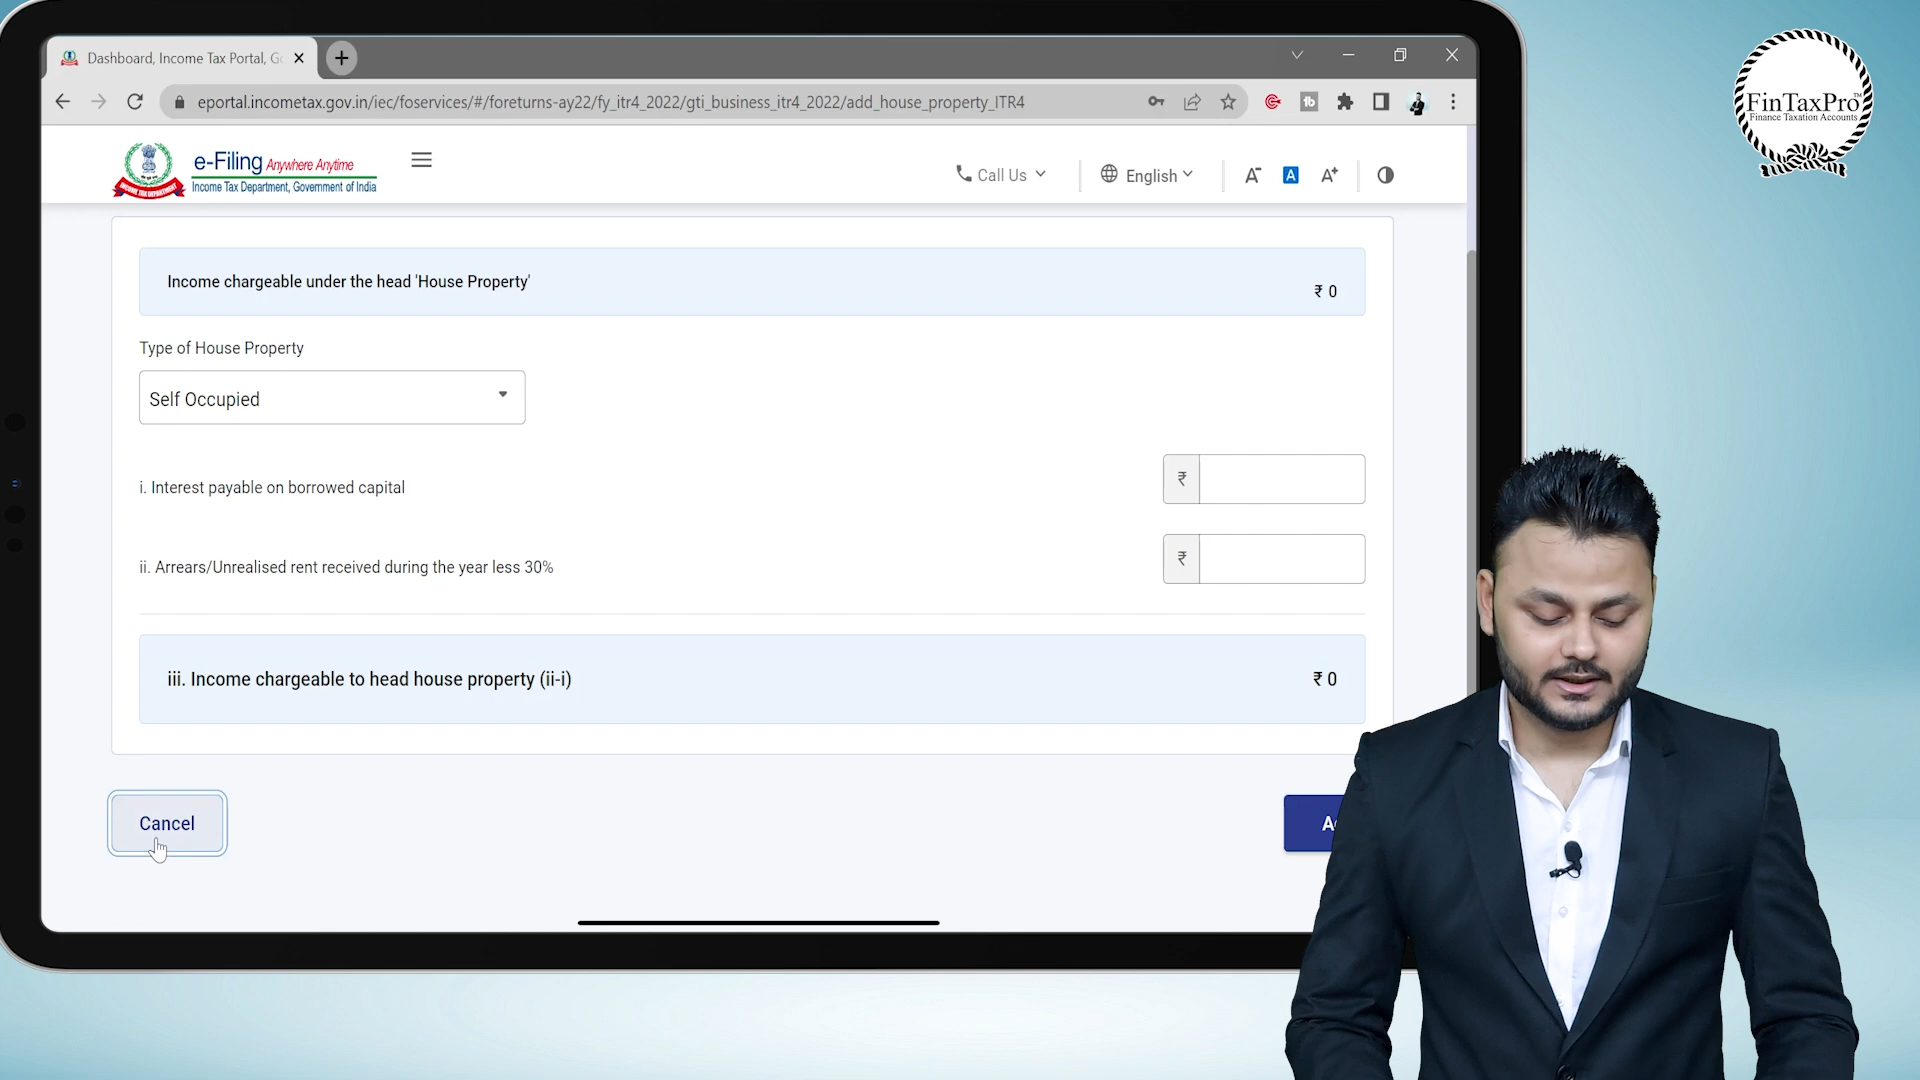 Dashboard, Income Tax Portal, Go
eportal.incometax.gov.in/iec/foservices/#/foreturns-ay22/fy_itr4_2022/gti_business_itr4_2022/add_house_property_ITR4
e-Filing Anywhere Anytime
Income Tax Department, Government of India
Call Us
English
A-
A
A+
FinTaxPro™
Finance Taxation Accounts
Income chargeable under the head 'House Property'
₹ 0
Type of House Property
Self Occupied
i. Interest payable on borrowed capital
₹
ii. Arrears/Unrealised rent received during the year less 30%
₹
iii. Income chargeable to head house property (ii-i)
₹ 0
Cancel